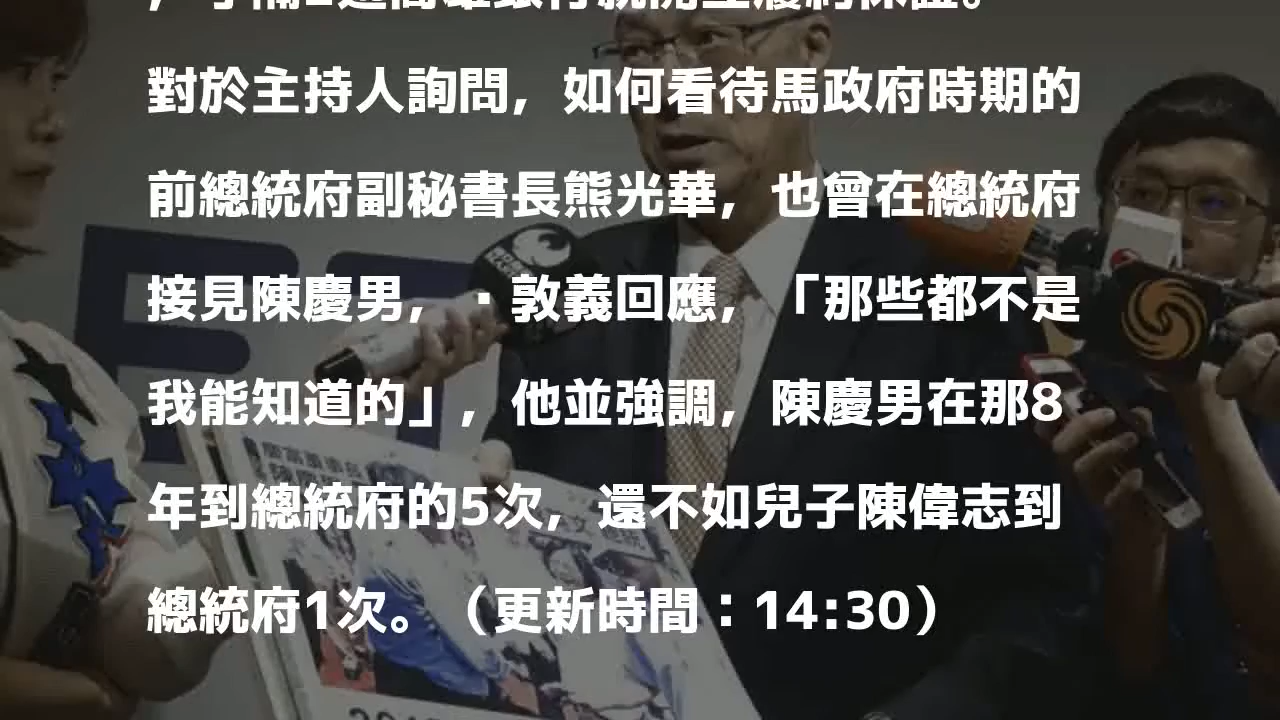 對於主持人詢問，如何看待馬政府時期的
前總統府副秘書長熊光華，也曾在總統府
接見陳慶男，・敦義回應，「那些都不是
我能知道的」，他並強調，陳慶男在那8
年到總統府的5次，還不如兒子陳偉志到
總統府1次。（更新時間：14:30）